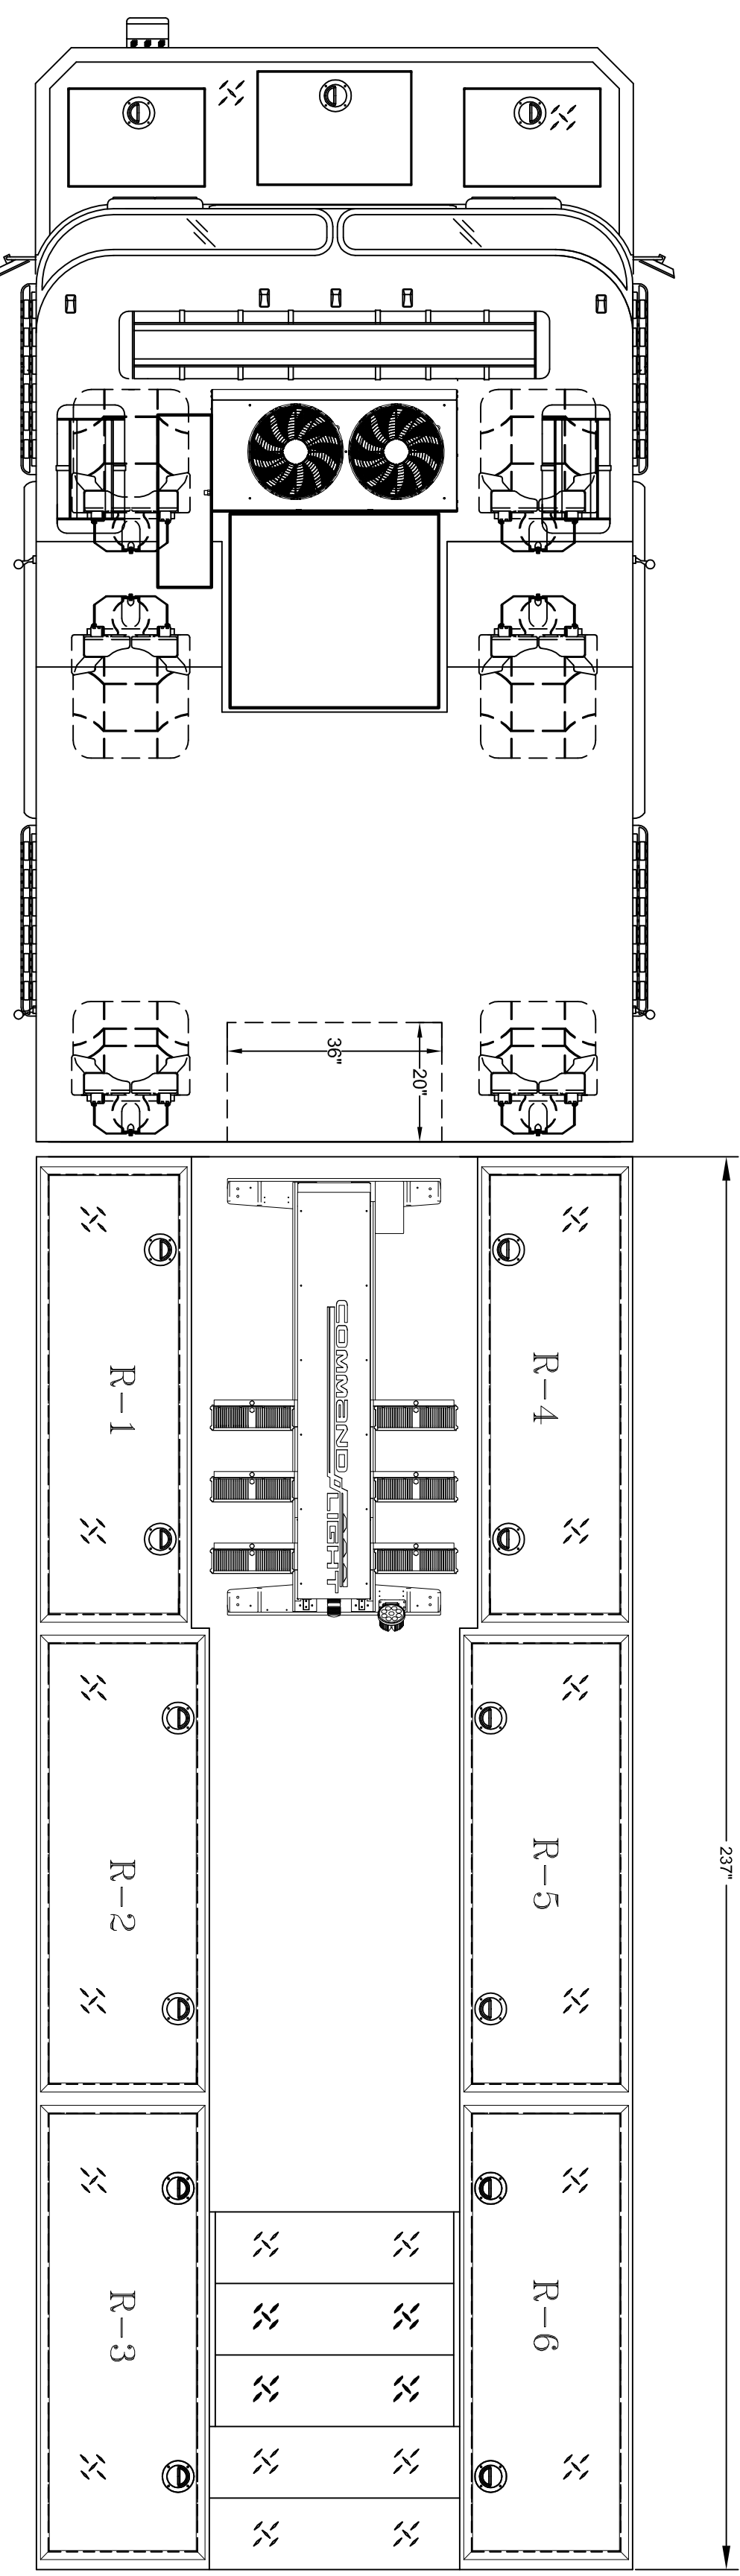 36"
20"
237"
COMMAND//LIGHT
R-1
R-4
R-2
R-5
R-3
R-6